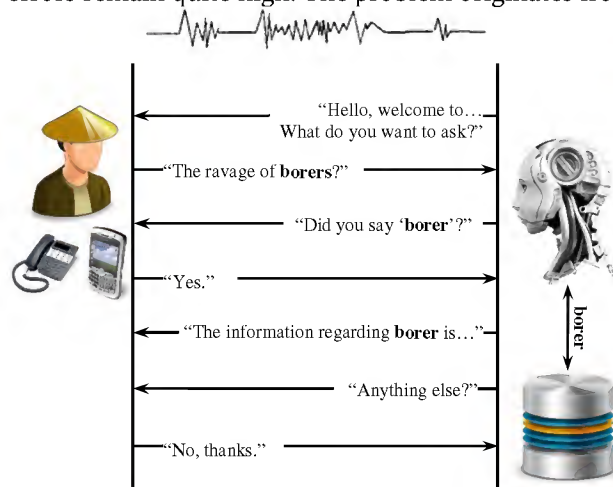 “Hello, welcome to…
What do you want to ask?”
“The ravage of borers?”
“Did you say ‘borer’?”
“Yes.”
“The information regarding borer is…”
borer
“Anything else?”
“No, thanks.”